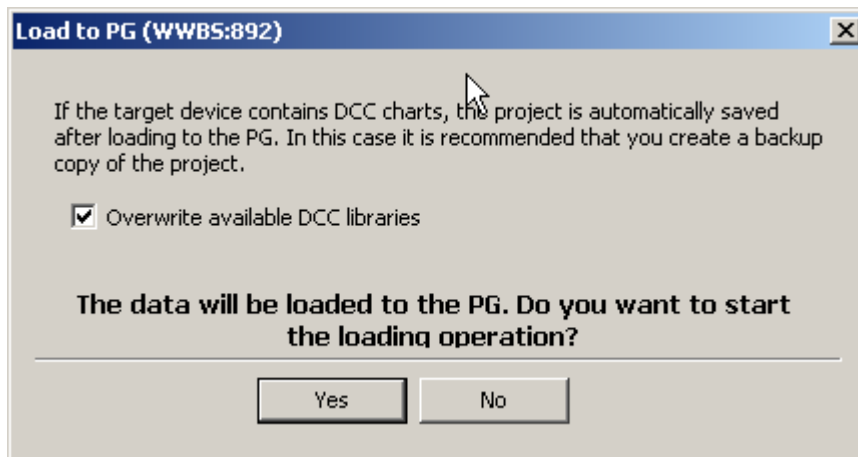 Load to PG (WWBS:892)
If the target device contains DCC charts, the project is automatically saved
after loading to the PG. In this case it is recommended that you create a backup
copy of the project.
Overwrite available DCC libraries
The data will be loaded to the PG. Do you want to start
the loading operation?
Yes
No